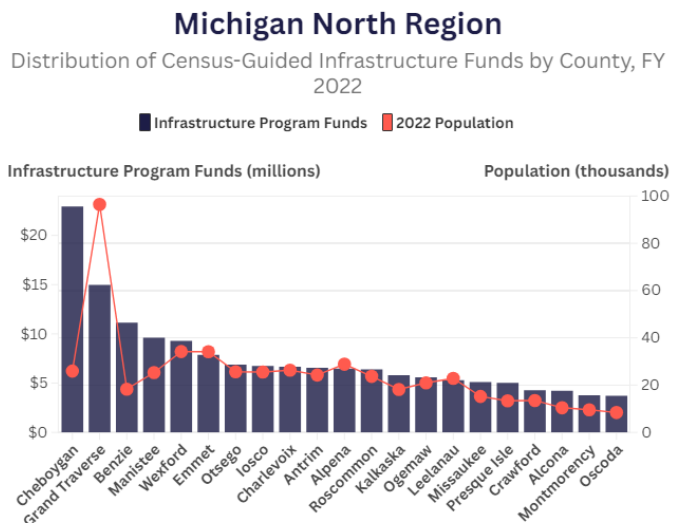 Michigan North Region
Distribution of Census-Guided Infrastructure Funds by County, FY
2022
Infrastructure Program Funds 2022 Population
Infrastructure Program Funds (millions) Population (thousands)
100
$20
80
$15
60
$10
40
$5
20
$0 0
Cheboygan
Grand Traverse
Benzie
Manistee
Wexford
Emmet
Otsego
Iosco
Charlevoix
Antrim
Alpena
Roscommon
Kalkaska
Ogemaw
Leelanau
Missaukee
Presque Isle
Crawford
Alcona
Montmorency
Oscoda